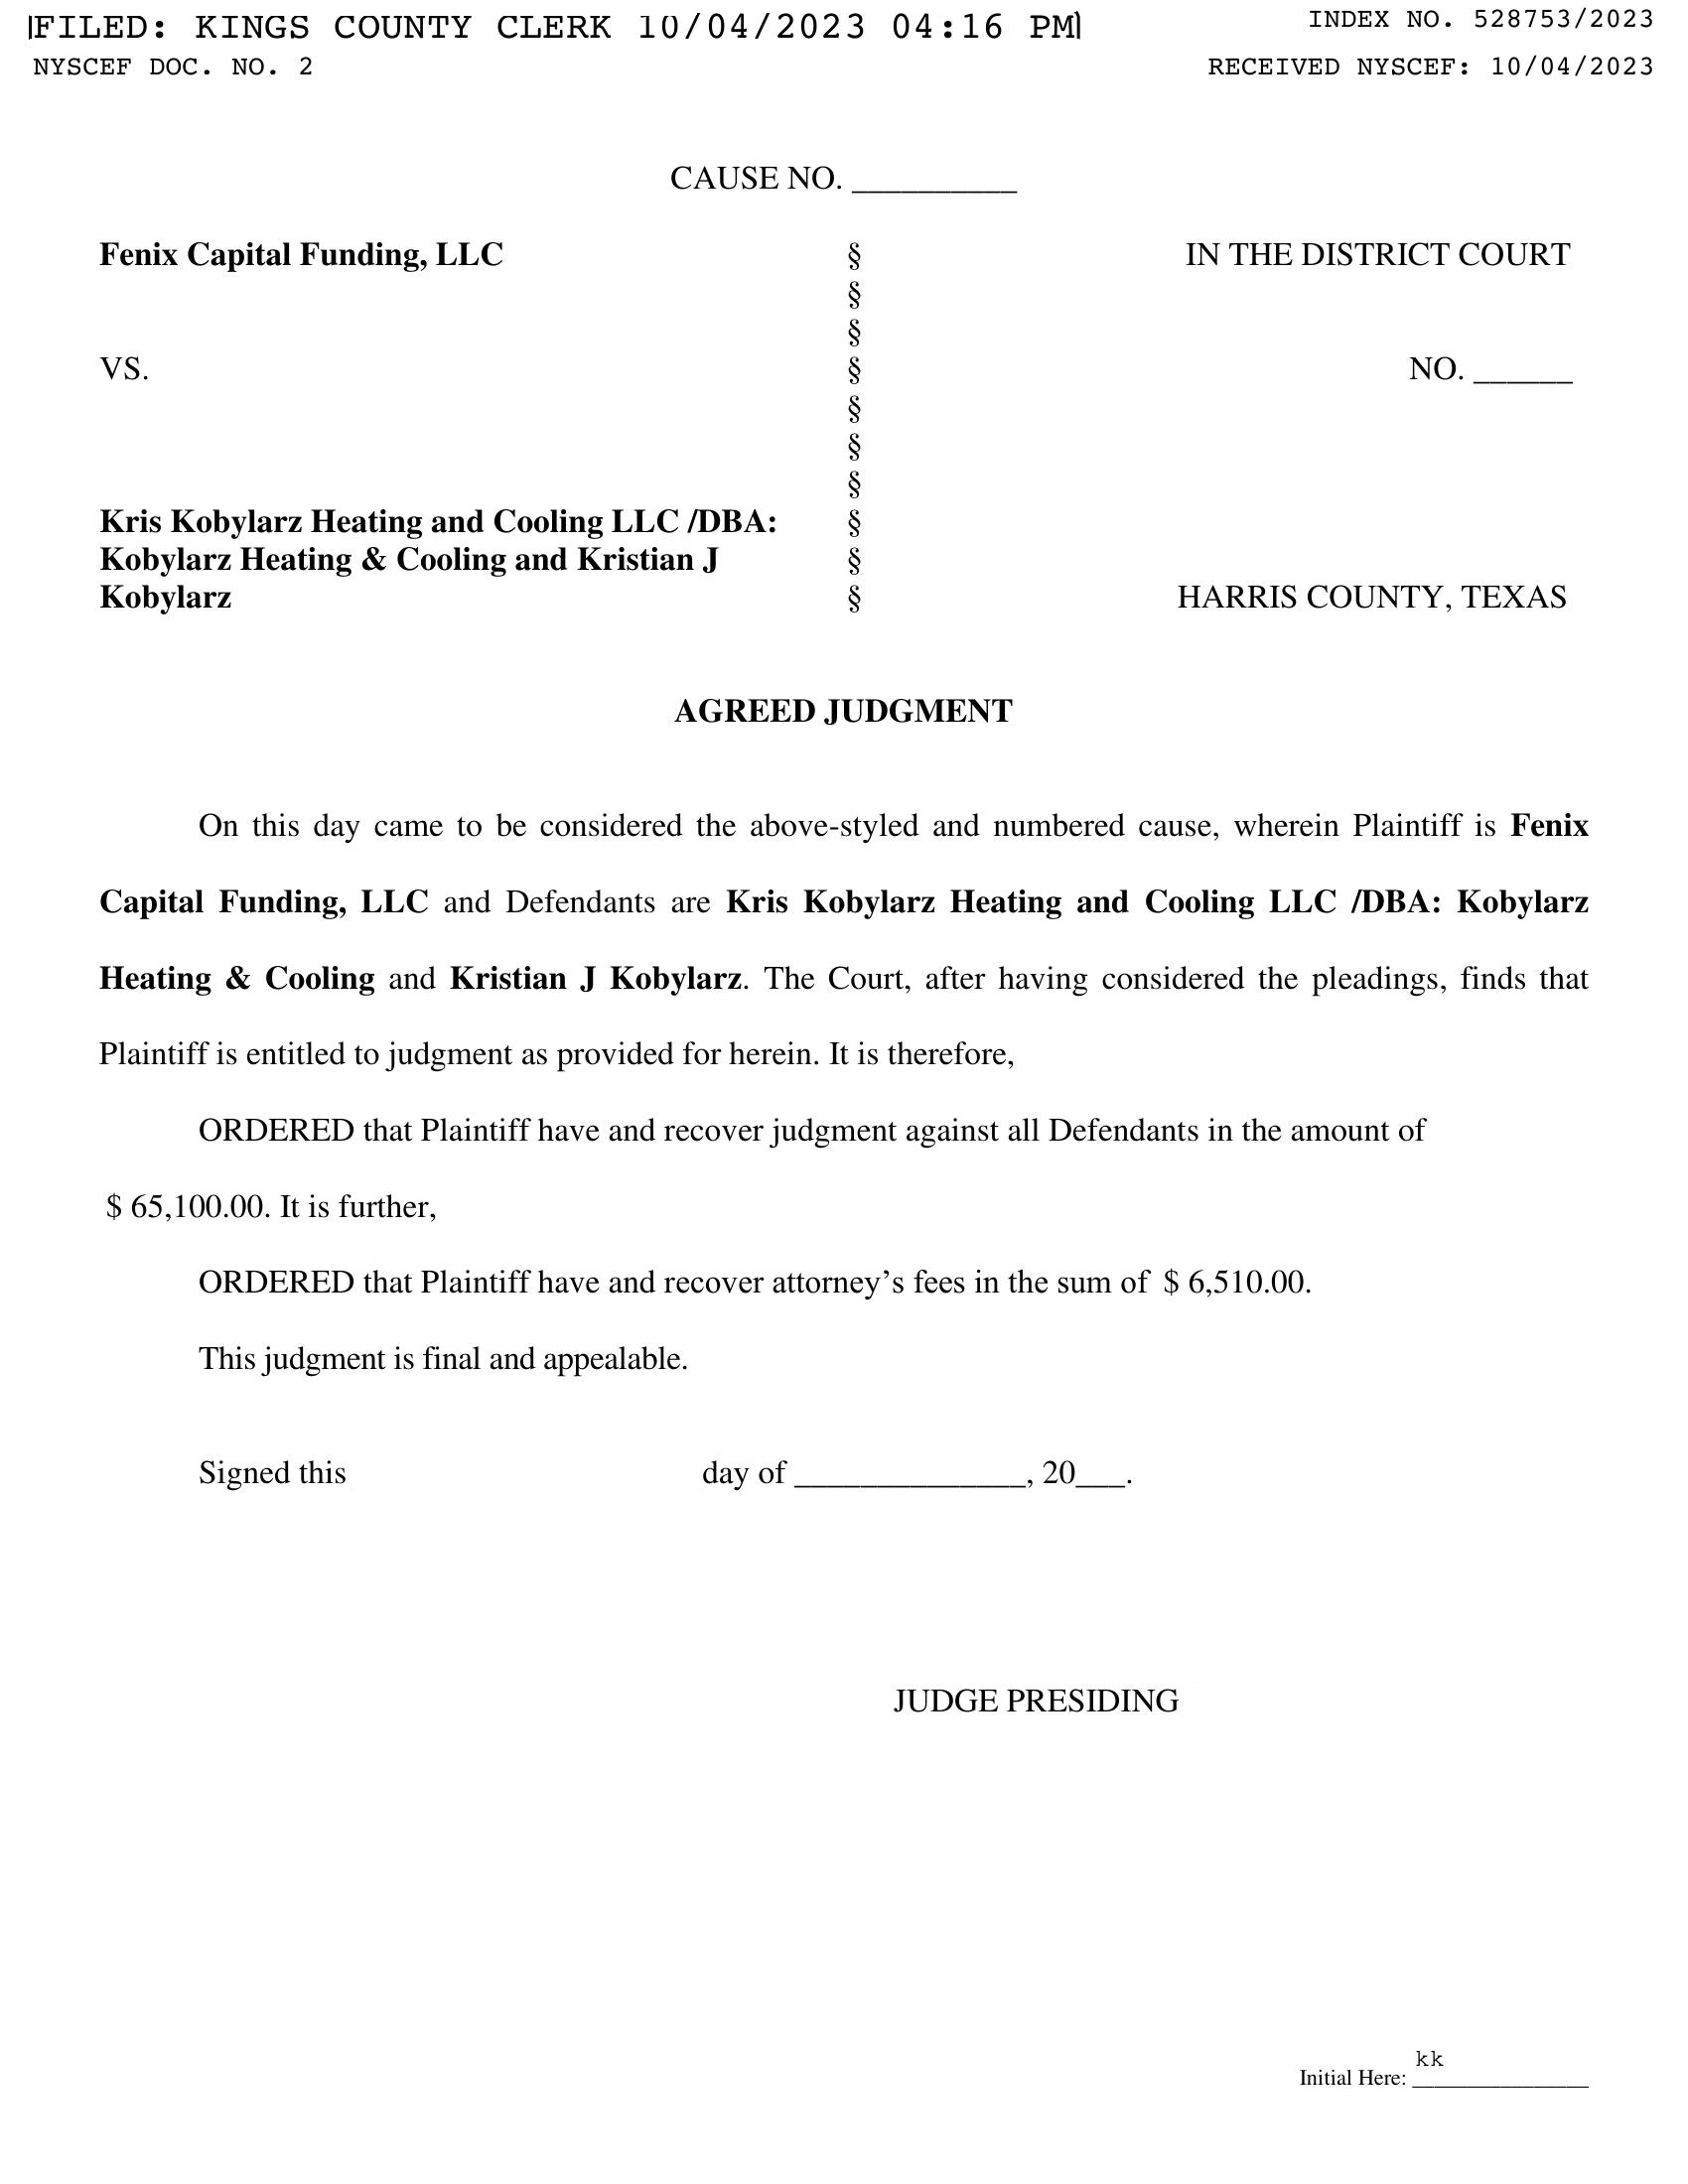 FILED: KINGS COUNTY CLERK 10/04/2023 04:16 PM
INDEX NO. 528753/2023
NYSCEF DOC. NO. 2
RECEIVED NYSCEF: 10/04/2023
CAUSE NO. __________
Fenix Capital Funding, LLC § IN THE DISTRICT COURT
§
§
VS. § NO. ______
§
§
§
Kris Kobylarz Heating and Cooling LLC /DBA: §
Kobylarz Heating & Cooling and Kristian J §
Kobylarz § HARRIS COUNTY, TEXAS
AGREED JUDGMENT
On this day came to be considered the above-styled and numbered cause, wherein Plaintiff is Fenix
Capital Funding, LLC and Defendants are Kris Kobylarz Heating and Cooling LLC /DBA: Kobylarz
Heating & Cooling and Kristian J Kobylarz. The Court, after having considered the pleadings, finds that
Plaintiff is entitled to judgment as provided for herein. It is therefore,
ORDERED that Plaintiff have and recover judgment against all Defendants in the amount of
$ 65,100.00. It is further,
ORDERED that Plaintiff have and recover attorney’s fees in the sum of $ 6,510.00.
This judgment is final and appealable.
Signed this day of ______________, 20___.
JUDGE PRESIDING
kk
Initial Here: ________________